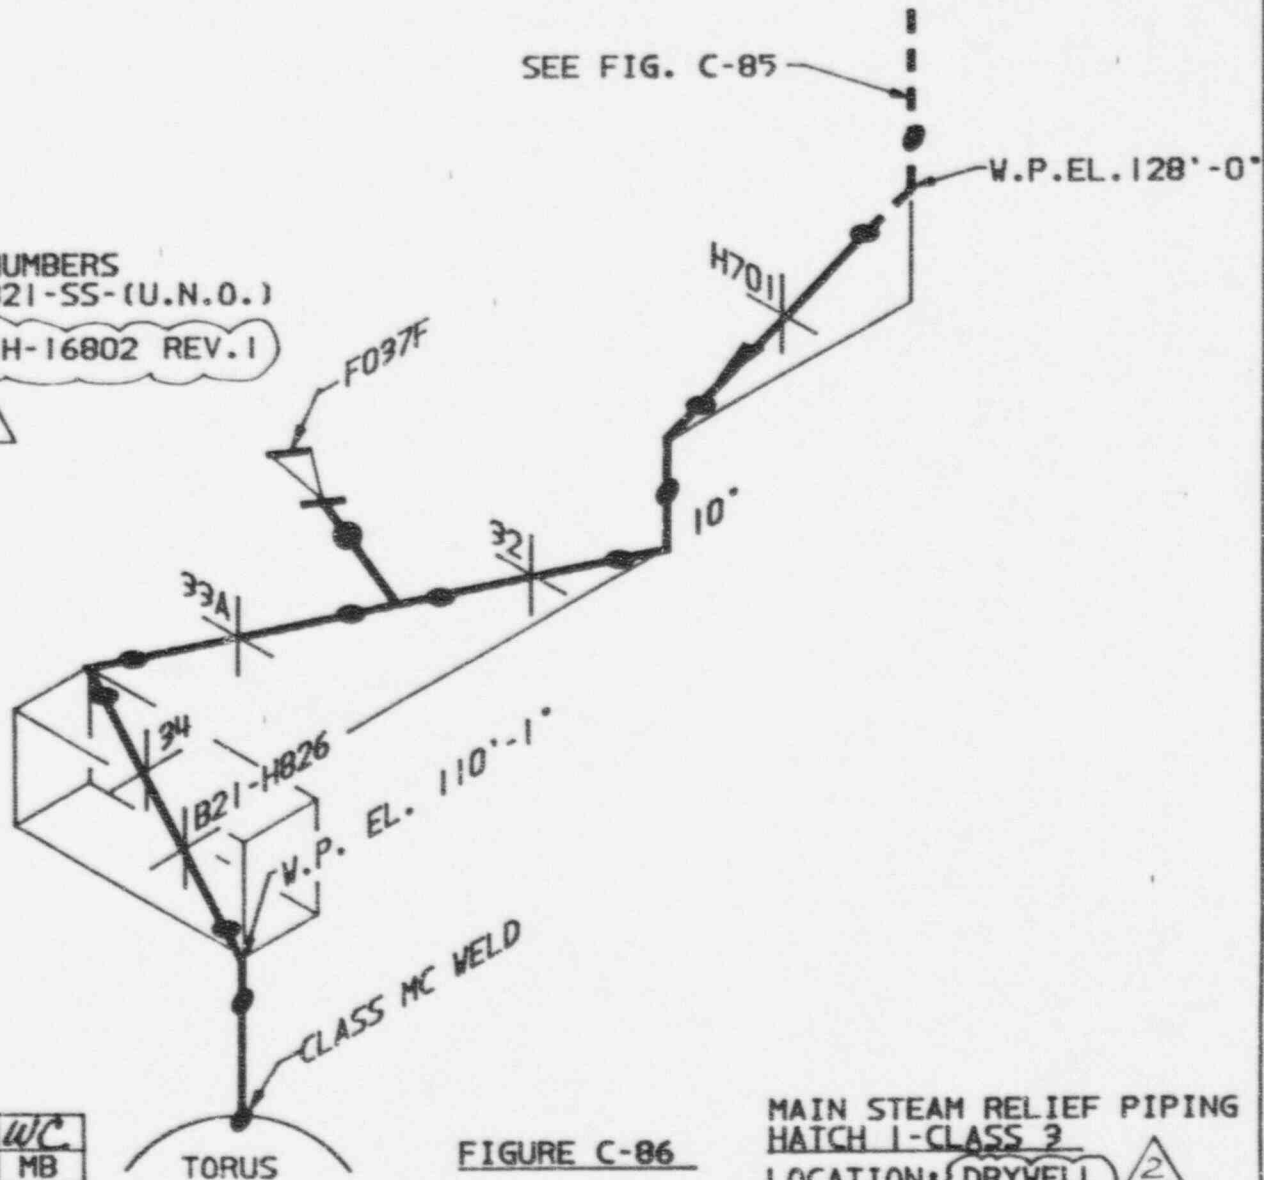 SEE FIG. C-85
W.P.EL.128'-0"
NUMBERS
B21-SS-(U.N.O.)
H-16802 REV.1
H701
F037F
10"
32
33A
34
B21-H826
W.P. EL. 110'-1"
CLASS MC WELD
WC
MB
TORUS
FIGURE C-86
MAIN STEAM RELIEF PIPING
HATCH 1-CLASS 3
LOCATION: DRYWELL
2